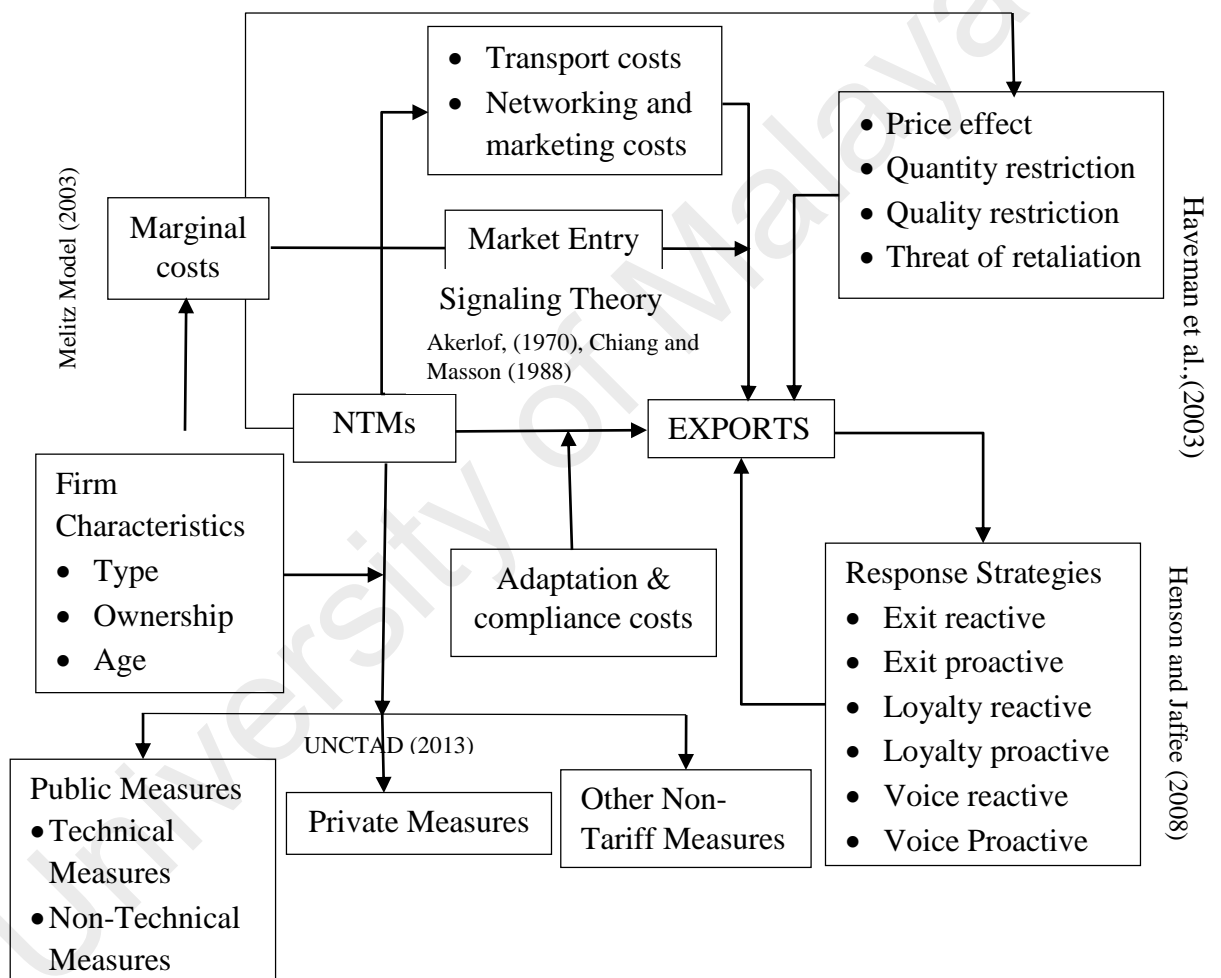 • Transport costs
• Networking and
marketing costs
• Price effect
• Quantity restriction
• Quality restriction
• Threat of retaliation
Haveman et al.,(2003)
Melitz Model (2003)
Marginal
costs
Market Entry
Signaling Theory
Akerlof, (1970), Chiang and
Masson (1988)
NTMs
EXPORTS
Firm
Characteristics
• Type
• Ownership
• Age
Adaptation &
compliance costs
Response Strategies
• Exit reactive
• Exit proactive
• Loyalty reactive
• Loyalty proactive
• Voice reactive
• Voice Proactive
Henson and Jaffee (2008)
UNCTAD (2013)
Public Measures
• Technical
Measures
• Non-Technical
Measures
Private Measures
Other Non-
Tariff Measures
University of Malaya